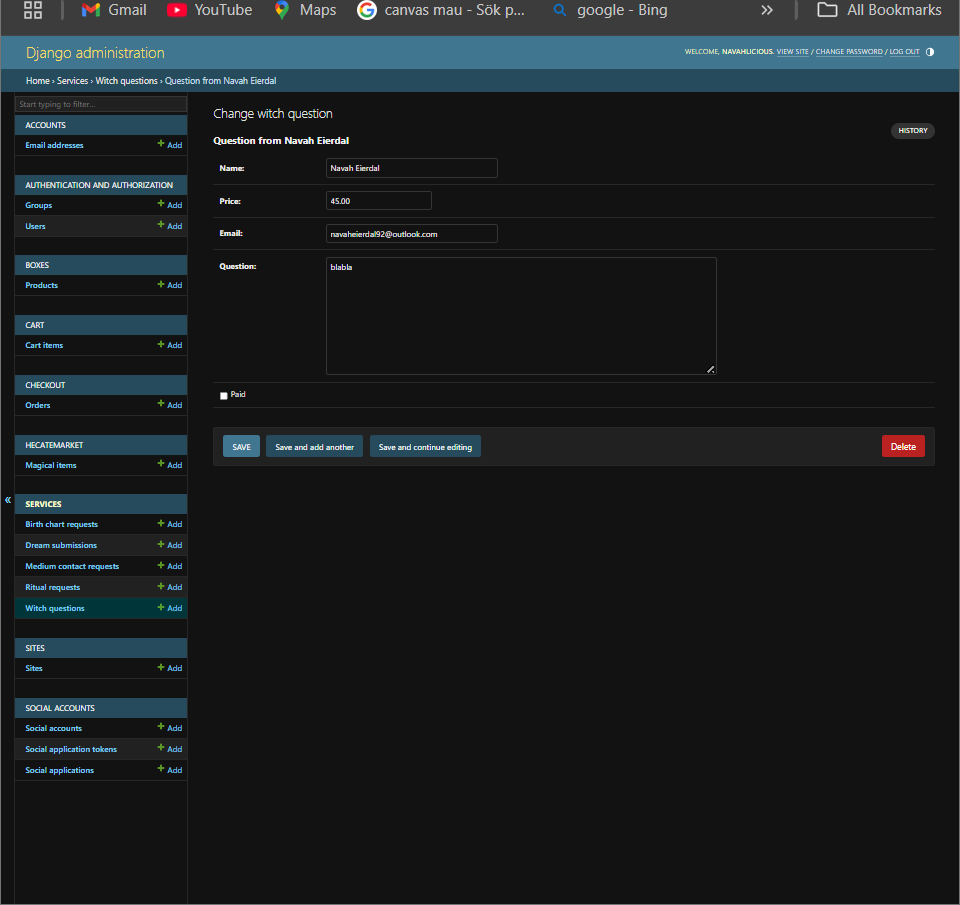 Gmail YouTube Maps canvas mau - Sök p... google - Bing » All Bookmarks
Django administration
WELCOME, NAVAHLICIOUS. VIEW SITE / CHANGE PASSWORD / LOG OUT
Home › Services › Witch questions › Question from Navah Eierdal
Start typing to filter...
ACCOUNTS
Email addresses + Add
AUTHENTICATION AND AUTHORIZATION
Groups + Add
Users + Add
BOXES
Products + Add
CART
Cart items + Add
CHECKOUT
Orders + Add
HECATEMARKET
Magical items + Add
«
SERVICES
Birth chart requests + Add
Dream submissions + Add
Medium contact requests + Add
Ritual requests + Add
Witch questions + Add
SITES
Sites + Add
SOCIAL ACCOUNTS
Social accounts + Add
Social application tokens + Add
Social applications + Add
Change witch question
HISTORY
Question from Navah Eierdal
Name: Navah Eierdal
Price: 45.00
Email: navaheierdal92@outlook.com
Question: blabla
Paid
SAVE Save and add another Save and continue editing Delete